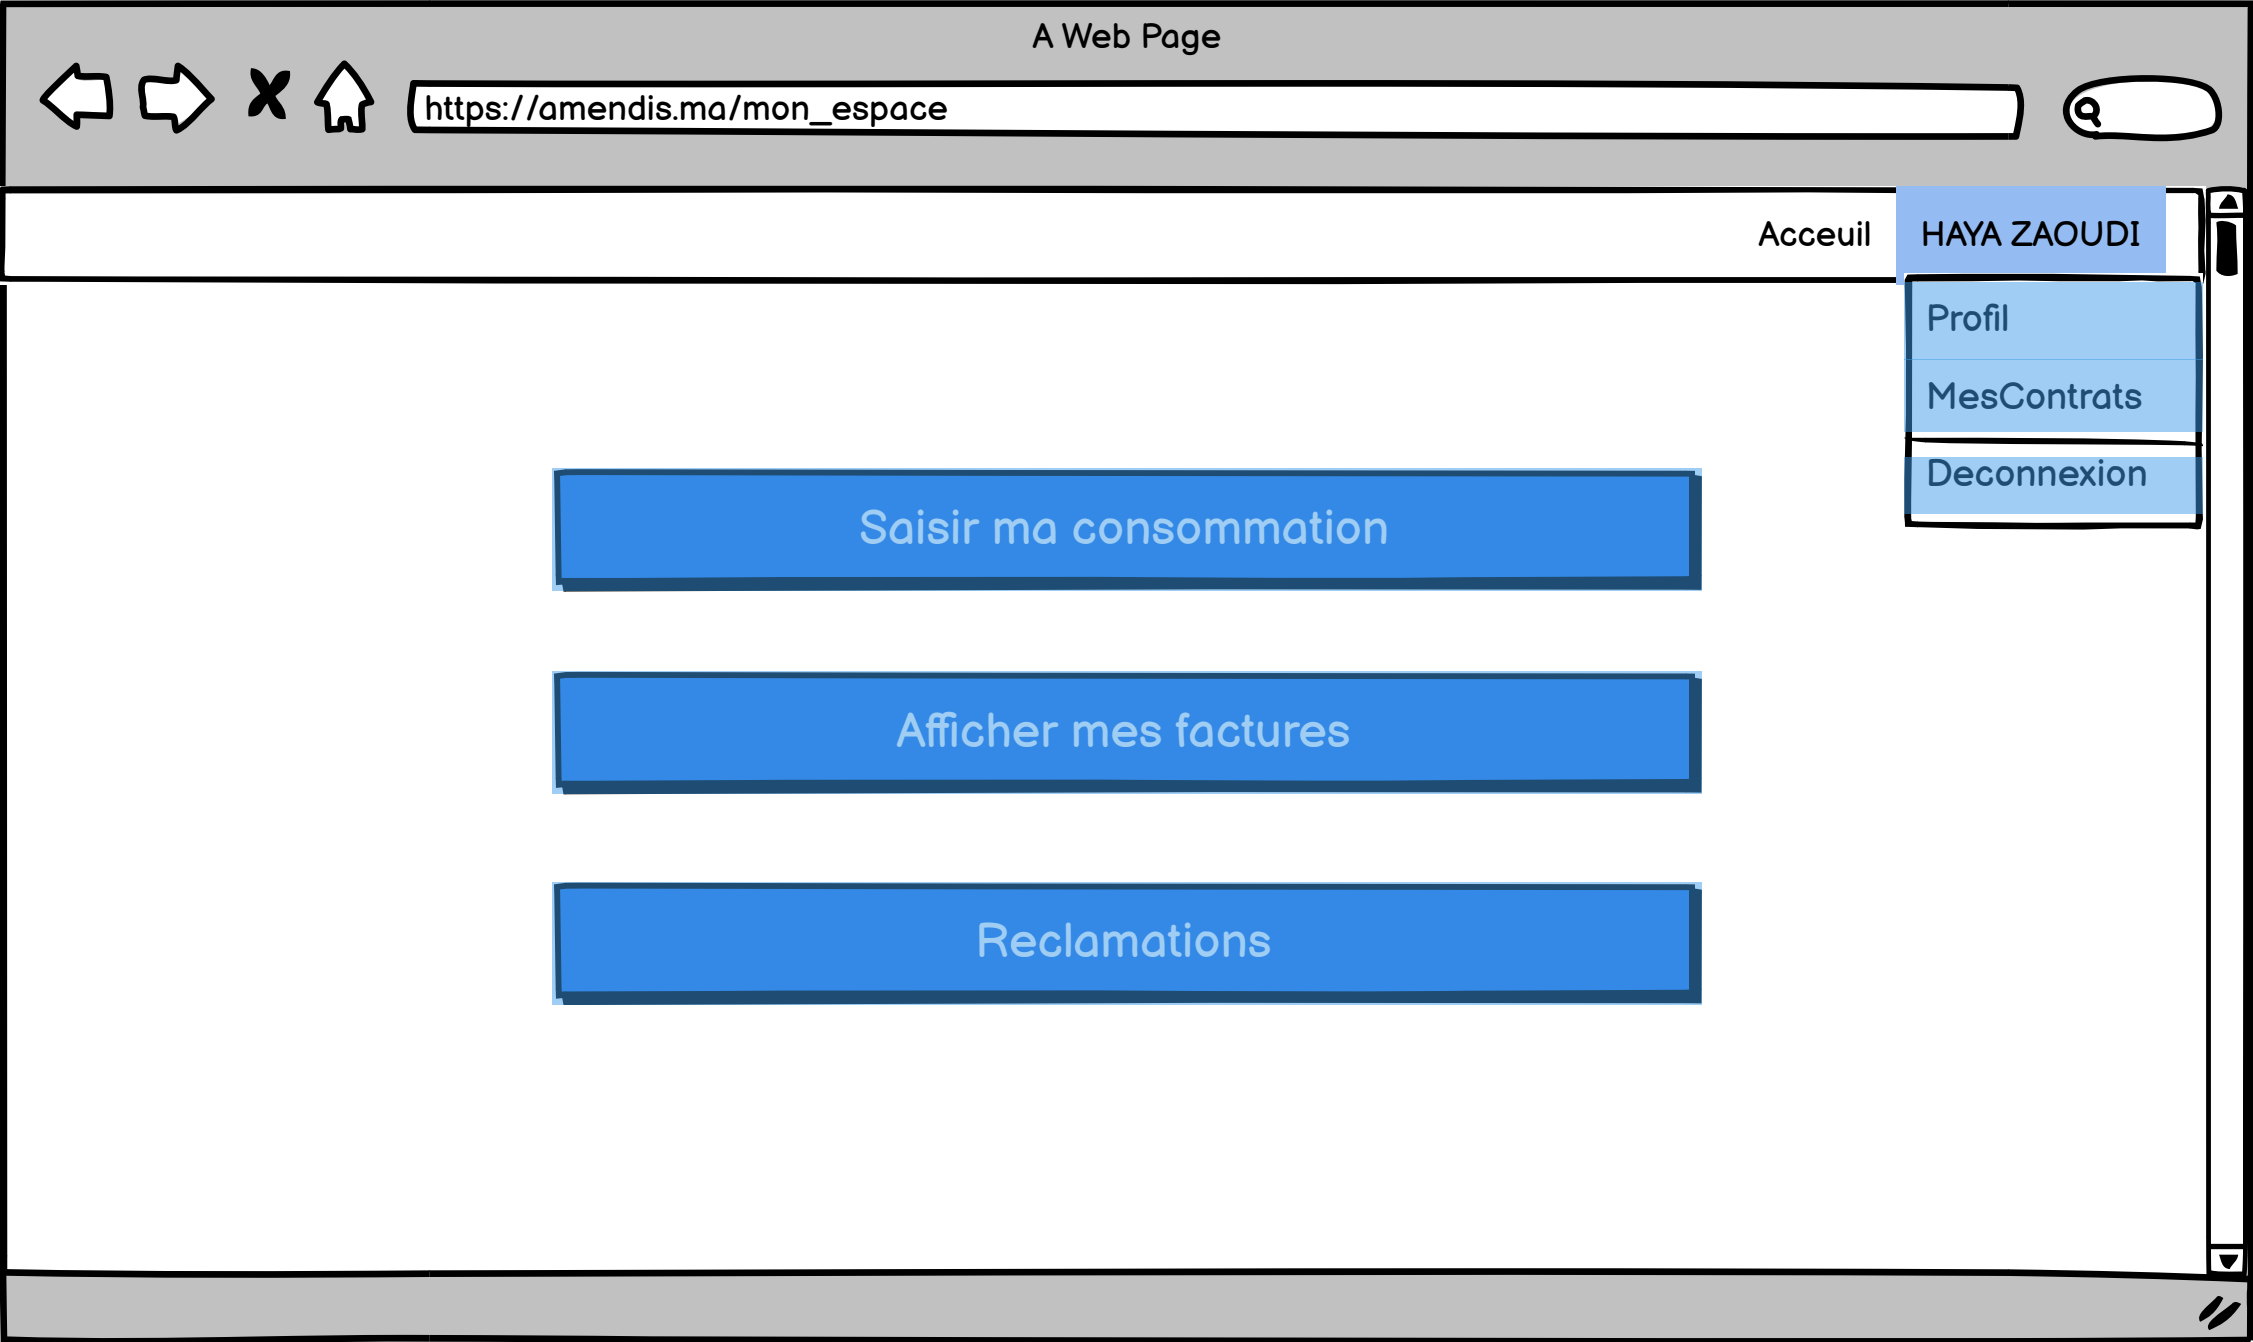 A Web Page
https://amendis.ma/mon_espace
Acceuil
HAYA ZAOUDI
Profil
MesContrats
Deconnexion
Saisir ma consommation
Afficher mes factures
Reclamations